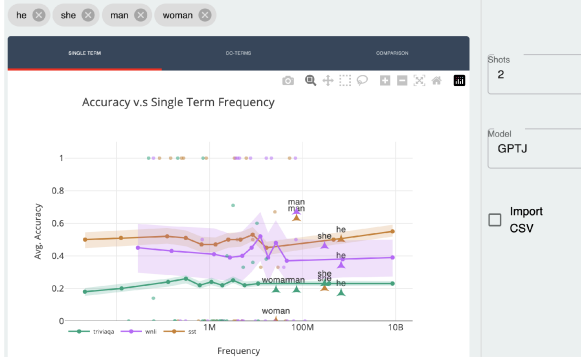 he she man woman
SINGLE TERM CO-TERMS COMPARISON
Accuracy v.s Single Term Frequency
Shots
2
Model
GPTJ
Import
CSV
Avg. Accuracy
1
0.8
0.6
0.4
0.2
0
man
man
she
he
he
she
she
he
woman
man
woman
1M 100M 10B
triviaqa wnli sst
Frequency